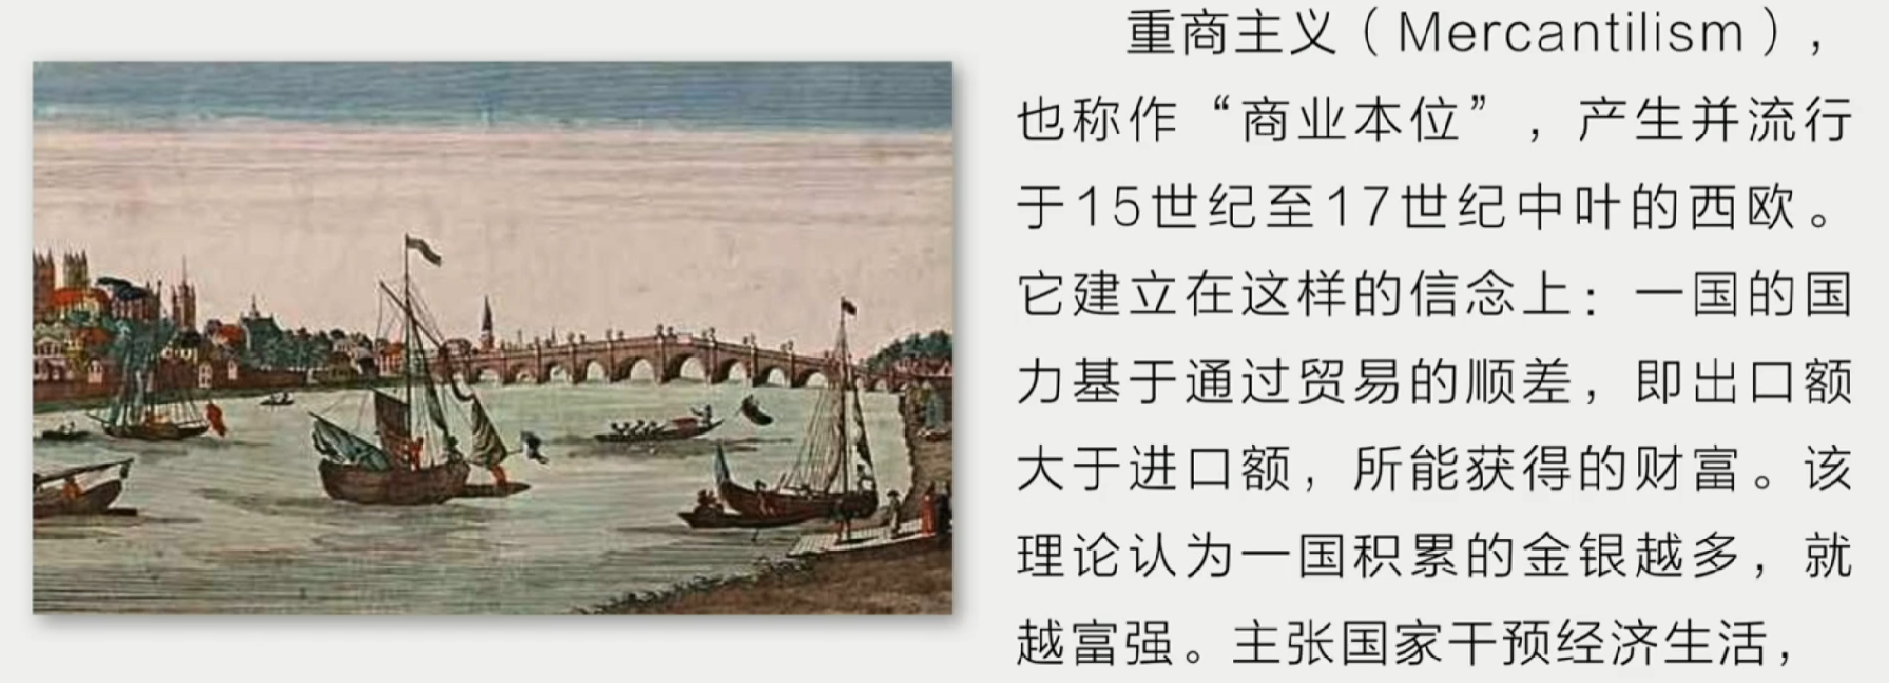 重商主义（Mercantilism），
也称作“商业本位”，产生并流行
于15世纪至17世纪中叶的西欧。
它建立在这样的信念上：一国的国
力基于通过贸易的顺差，即出口额
大于进口额，所能获得的财富。该
理论认为一国积累的金银越多，就
越富强。主张国家干预经济生活，